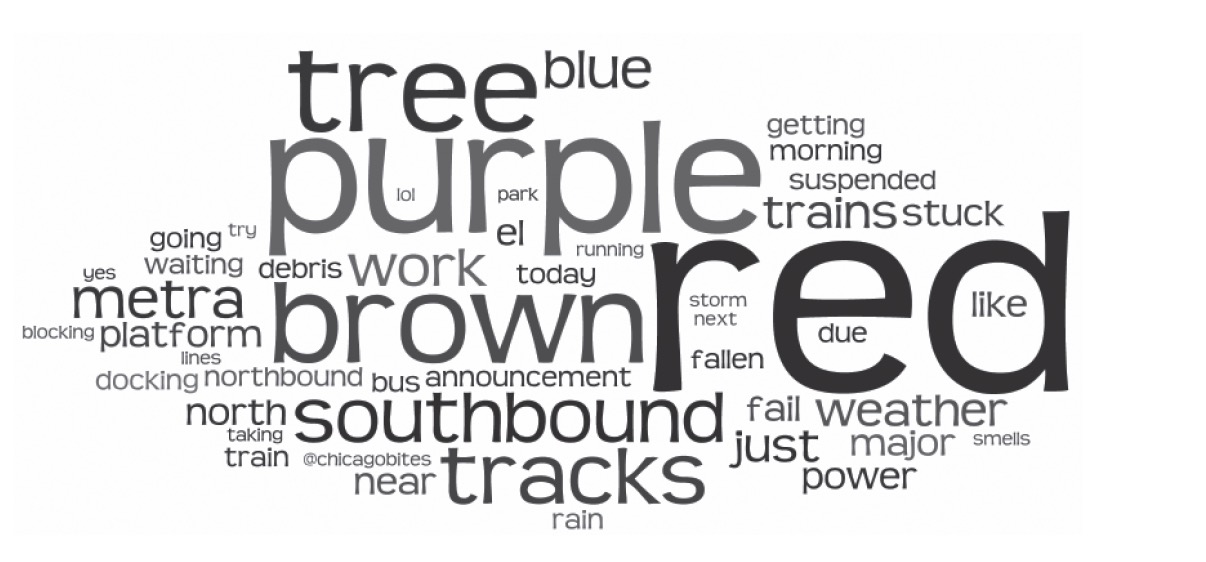 tree blue
purple getting
morning
lol park suspended
trains stuck
going try el running red
yes waiting debris work today
metra brown storm like
blocking platform next due
lines fallen
docking northbound bus announcement
north southbound fail weather
taking just major smells
train @chicagobites tracks power
near
rain